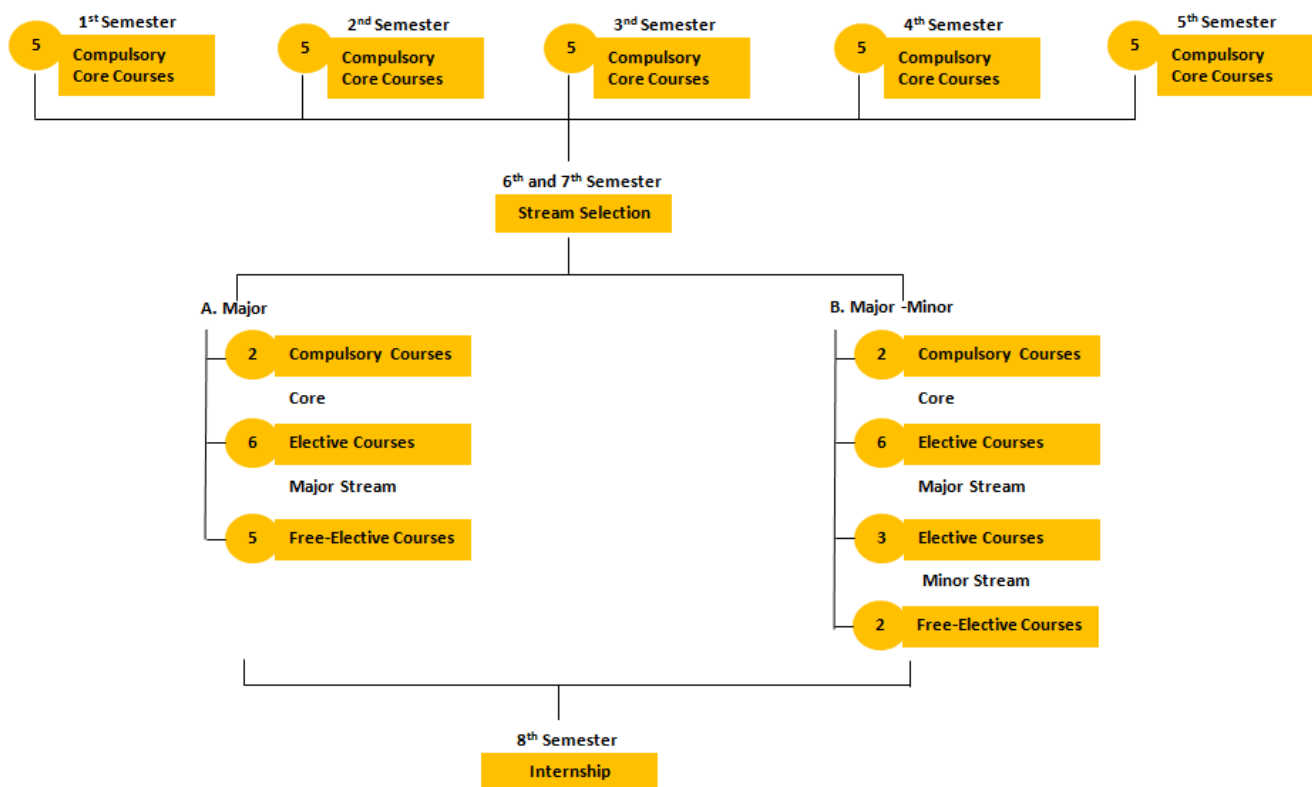 1st Semester
5
Compulsory
Core Courses
2nd Semester
5
Compulsory
Core Courses
3rd Semester
5
Compulsory
Core Courses
4th Semester
5
Compulsory
Core Courses
5th Semester
5
Compulsory
Core Courses
6th and 7th Semester
Stream Selection
A. Major
2 Compulsory Courses
Core
6 Elective Courses
Major Stream
5 Free-Elective Courses
B. Major -Minor
2 Compulsory Courses
Core
6 Elective Courses
Major Stream
3 Elective Courses
Minor Stream
2 Free-Elective Courses
8th Semester
Internship